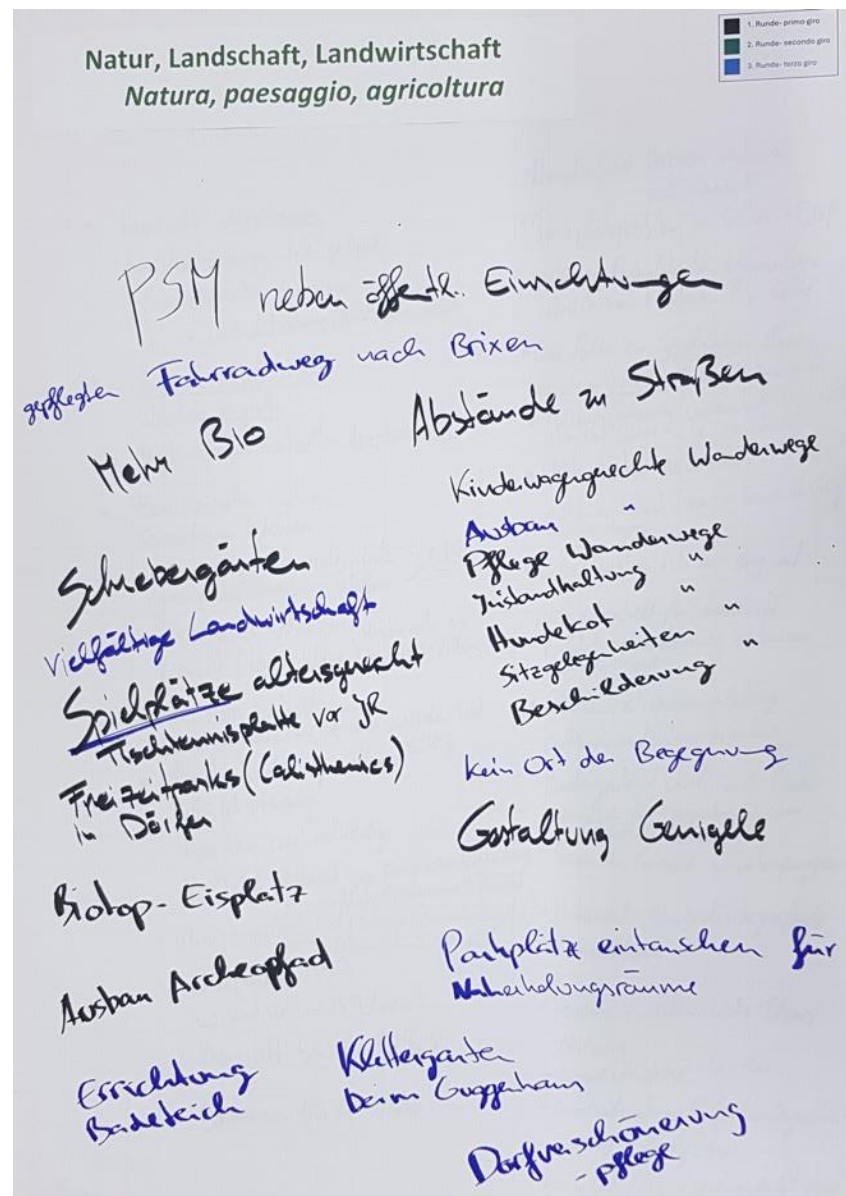 Natur, Landschaft, Landwirtschaft
Natura, paesaggio, agricoltura
1. Runde- primo giro
2. Runde- secondo giro
3. Runde- terzo giro
PSM neben öffentl. Einrichtungen
gepflegten Fahrradweg nach Brixen
Mehr Bio
Abstände zu Straßen
Kinderwagengerechte Wanderwege
Ausbau "
Pflege Wanderwege
Instandhaltung "
Hundekot "
Sitzgelegenheiten "
Beschilderung "
Schrebergärten
Vielfältige Landwirtschaft
Spielplätze altersgerecht
Tischtennisplatte vor JR
Freizeitparks (Calisthenics)
in Dörfen
kein Ort der Begegnung
Gestaltung Genigele
Biotop-Eisplatz
Ausbau Archeopfad
Parkplätze eintauschen für
Naherholungsräume
Errichtung
Badeteich
Klettergarten
beim Guggenhaus
Dorfverschönerung
- pflege